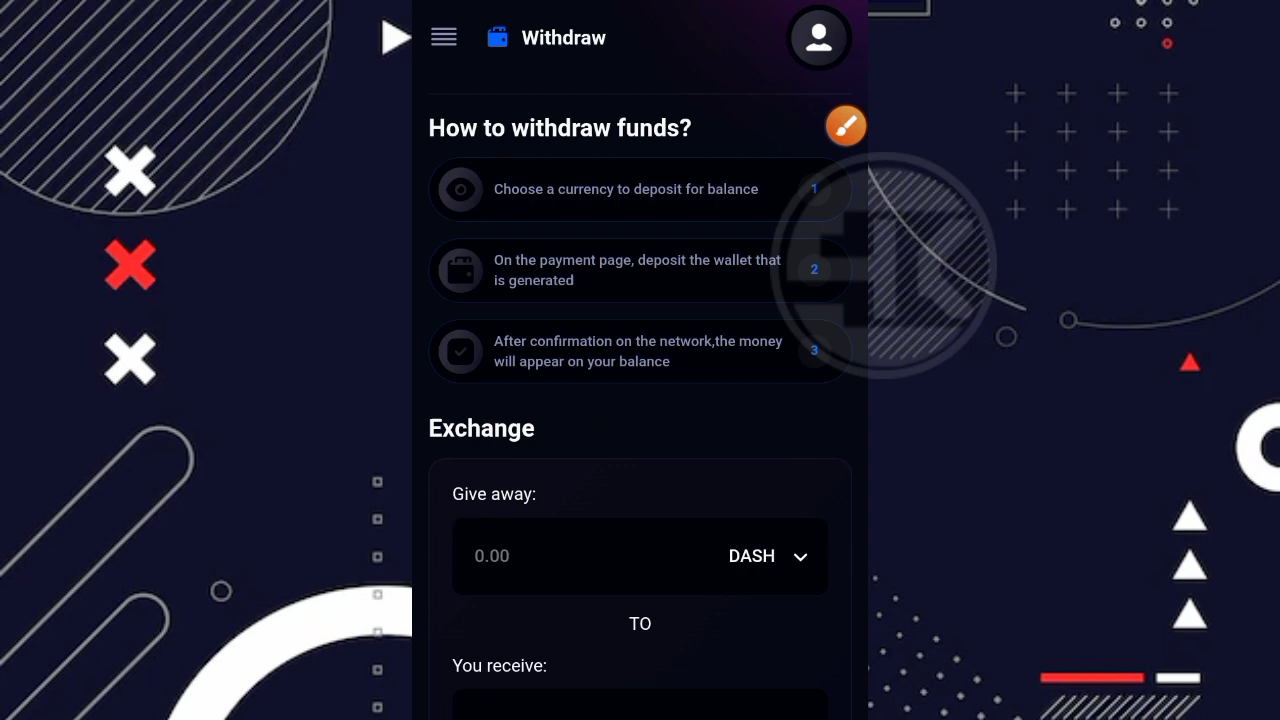 Withdraw
How to withdraw funds?
Choose a currency to deposit for balance
1
On the payment page, deposit the wallet that
is generated
2
After confirmation on the network,the money
will appear on your balance
3
Exchange
Give away:
0.00 DASH
TO
You receive: